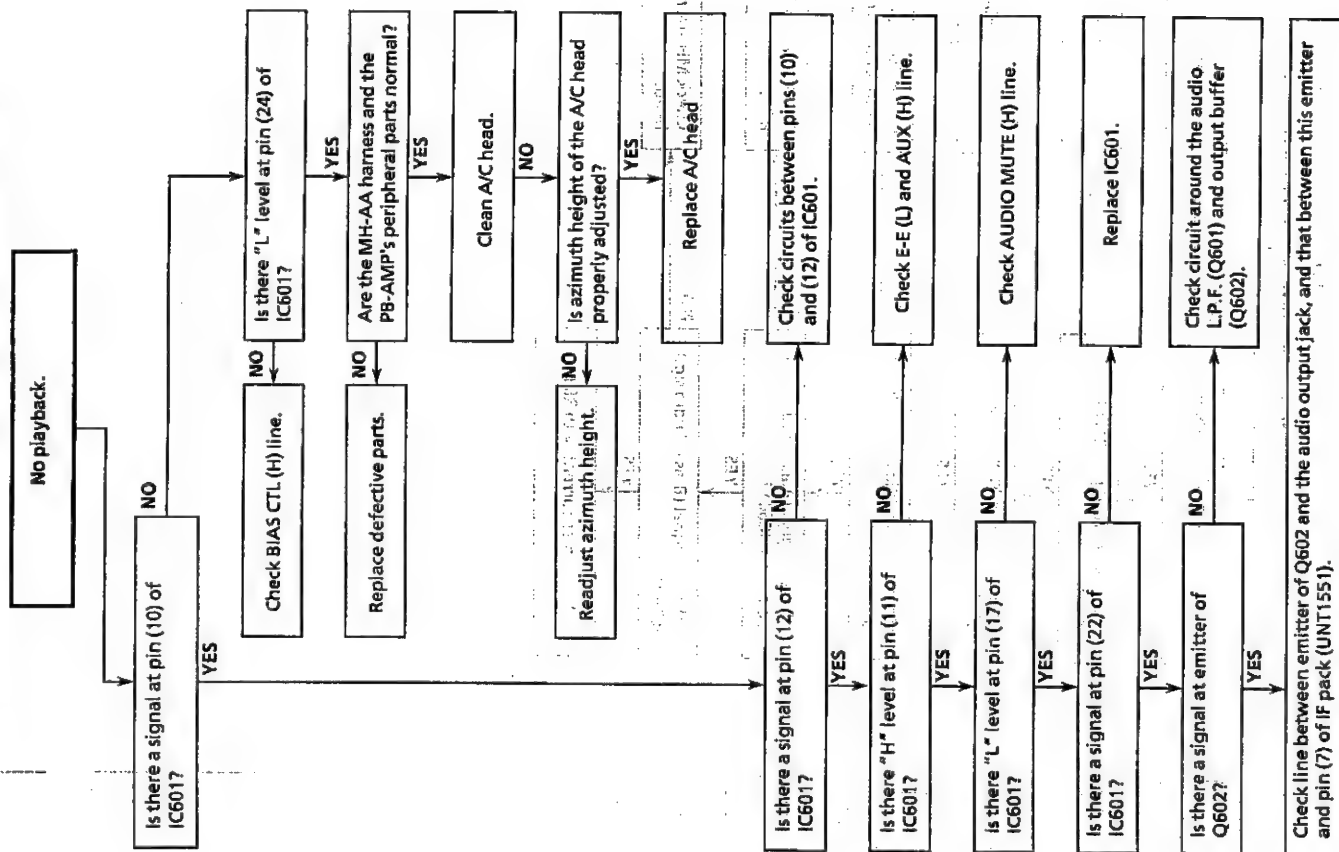 No playback.
Is there a signal at pin (10) of
IC601?
NO
YES
Is there "L" level at pin (24) of
IC601?
NO
Check BIAS CTL (H) line.
YES
Are the MH-AA harness and the
PB-AMP's peripheral parts normal?
NO
Replace defective parts.
YES
Clean A/C head.
NO
Is azimuth height of the A/C head
properly adjusted?
NO
Readjust azimuth height.
YES
Replace A/C head
Is there a signal at pin (12) of
IC601?
NO
Check circuits between pins (10)
and (12) of IC601.
YES
Is there "H" level at pin (11) of
IC601?
NO
Check E-E (L) and AUX (H) line.
YES
Is there "L" level at pin (17) of
IC601?
NO
Check AUDIO MUTE (H) line.
YES
Is there a signal at pin (22) of
IC601?
NO
Replace IC601.
YES
Is there a signal at emitter of
Q602?
NO
Check circuit around the audio
L.P.F. (Q601) and output buffer
(Q602).
YES
Check line between emitter of Q602 and the audio output jack, and that between this emitter
and pin (7) of IF pack (UNT1551).